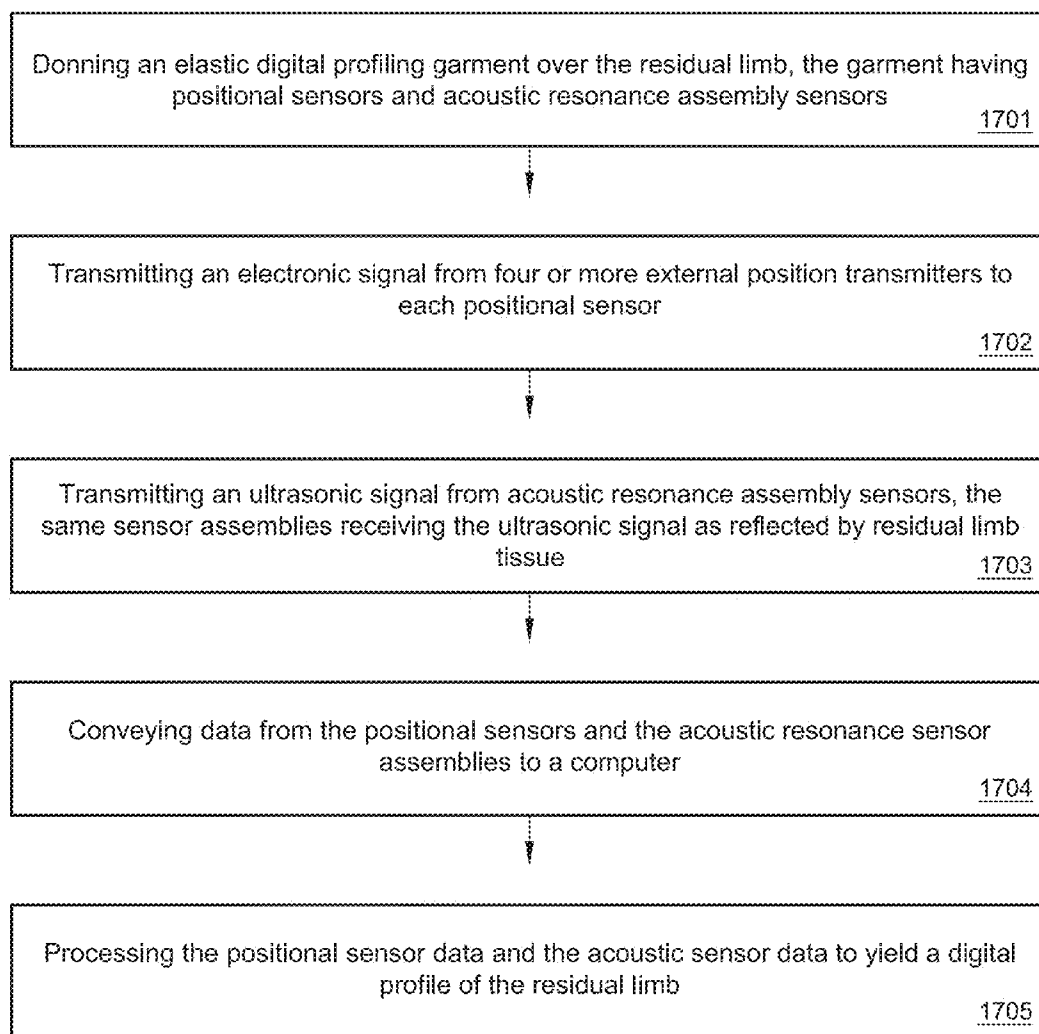 Donning an elastic digital profiling garment over the residual limb, the garment having
positional sensors and acoustic resonance assembly sensors
1701
Transmitting an electronic signal from four or more external position transmitters to
each positional sensor
1702
Transmitting an ultrasonic signal from acoustic resonance assembly sensors, the
same sensor assemblies receiving the ultrasonic signal as reflected by residual limb
tissue
1703
Conveying data from the positional sensors and the acoustic resonance sensor
assemblies to a computer
1704
Processing the positional sensor data and the acoustic sensor data to yield a digital
profile of the residual limb
1705